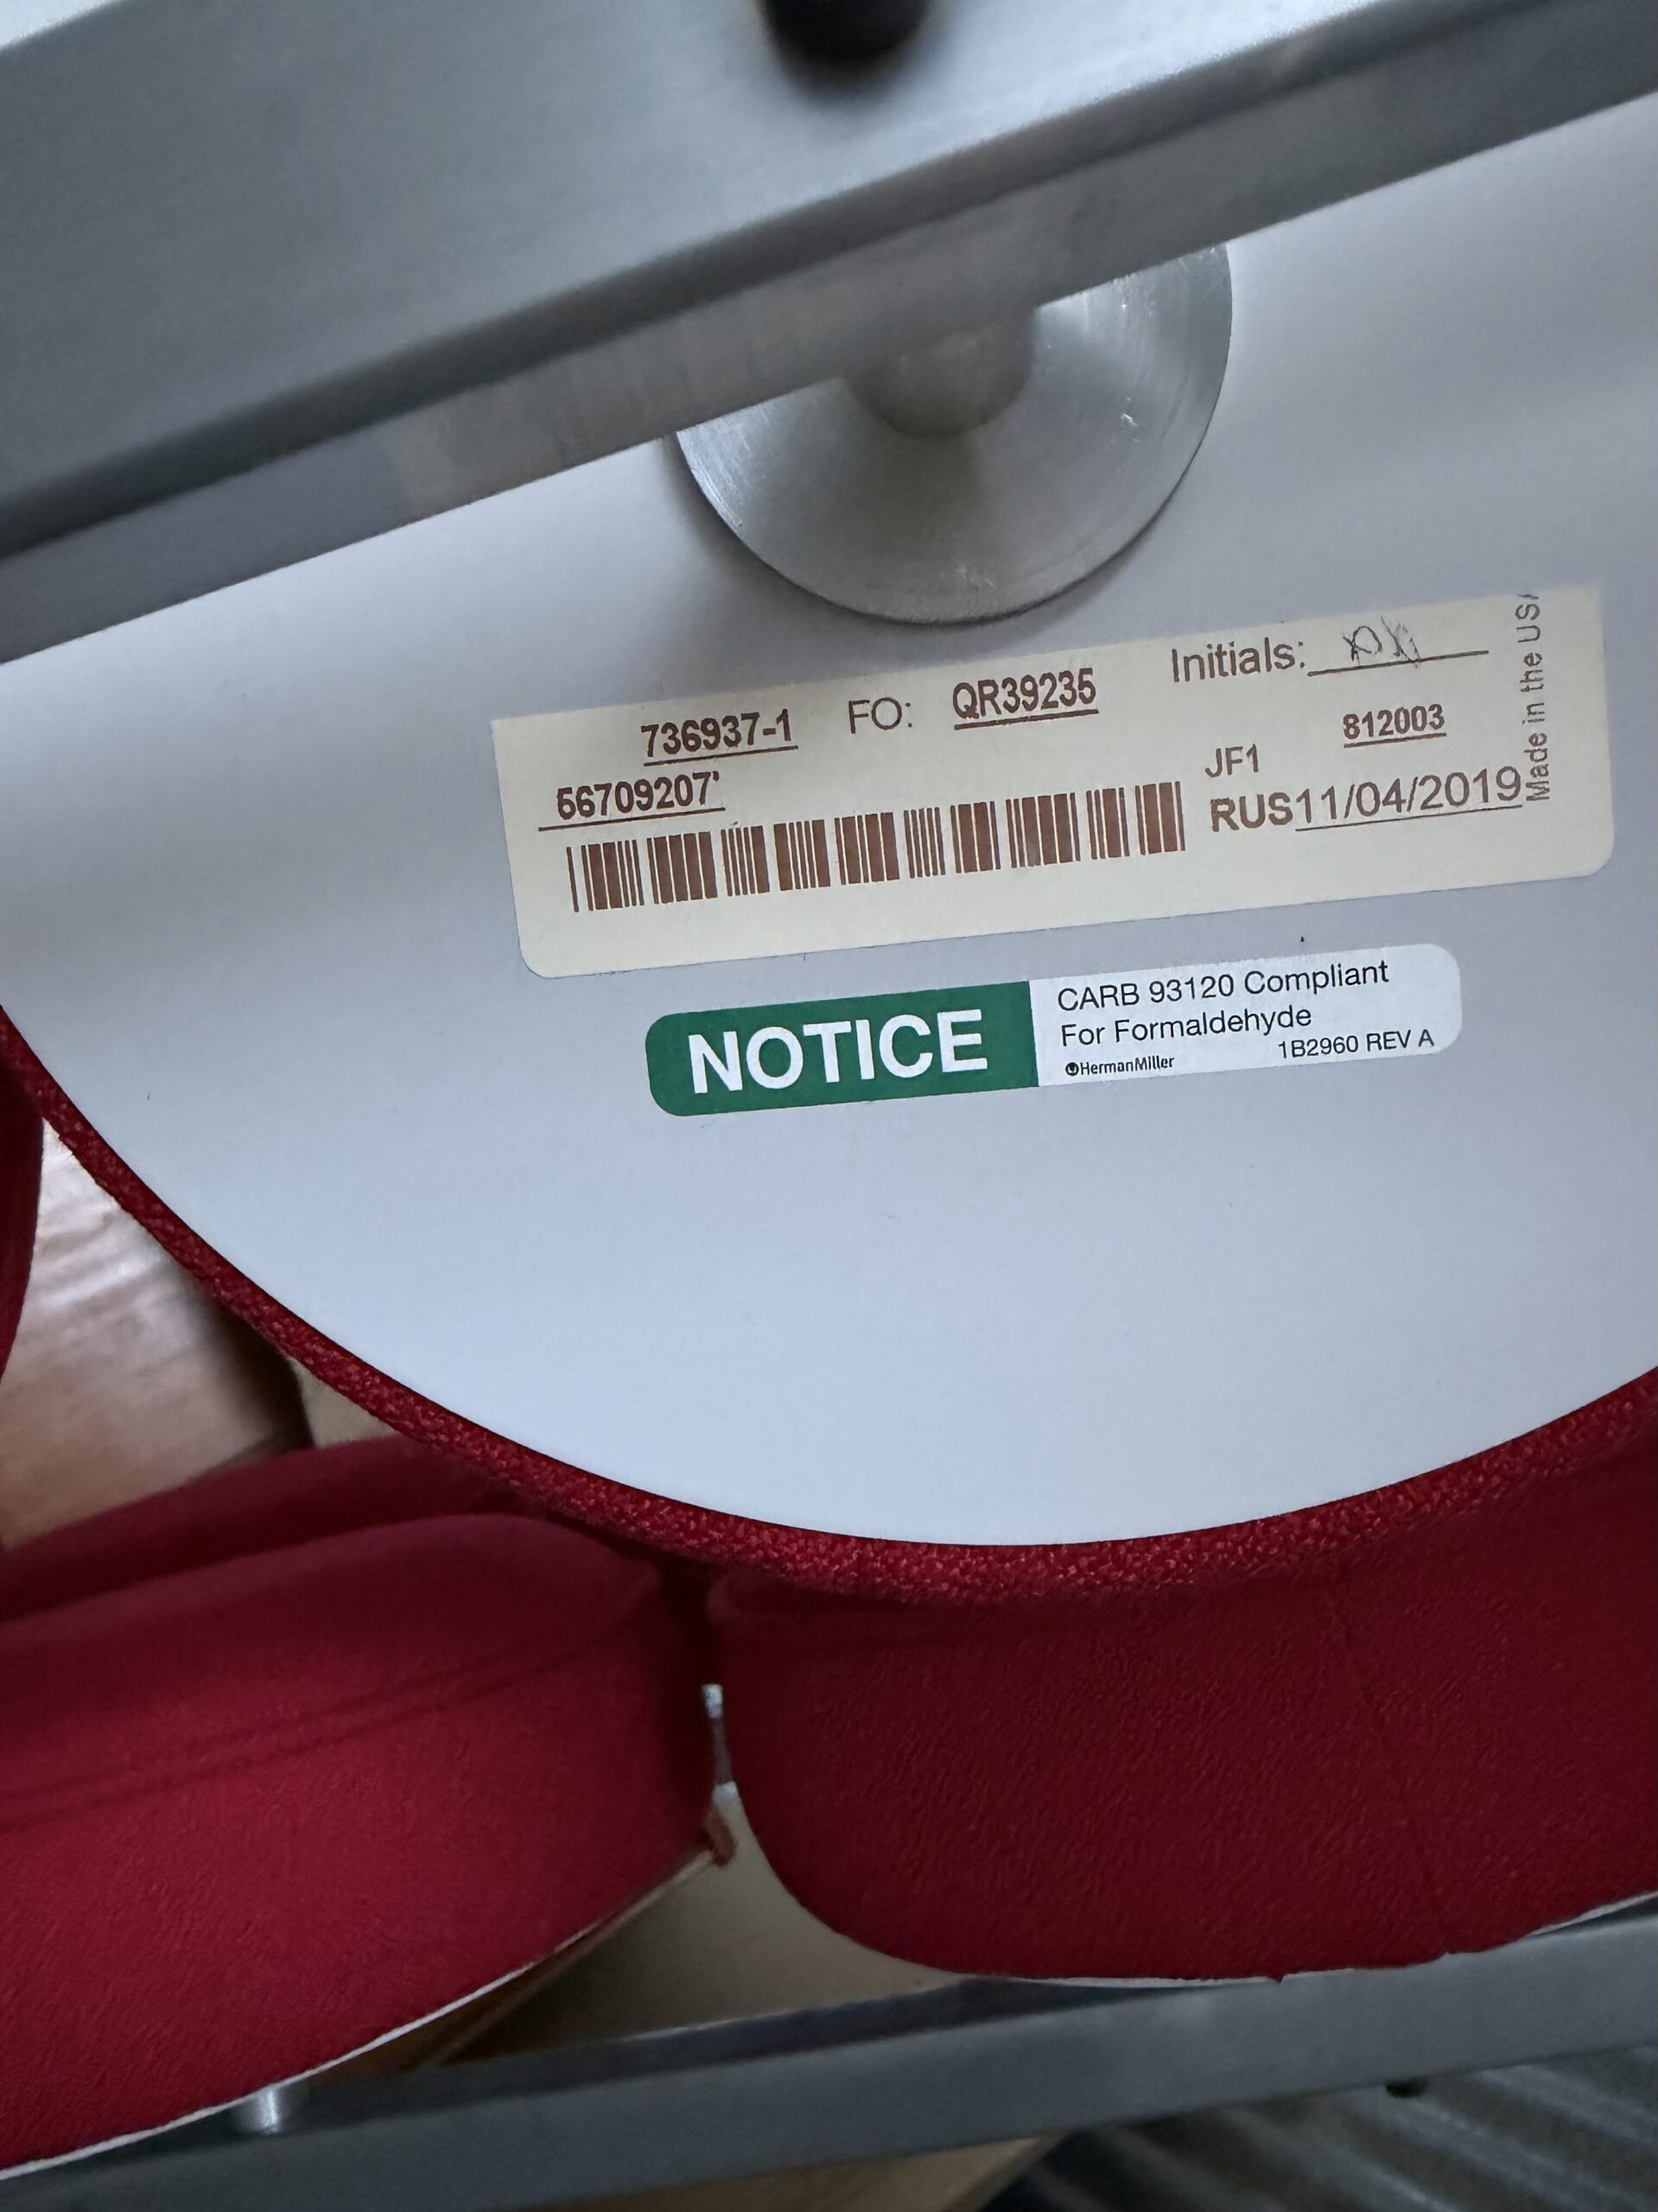 736937-1 FO: QR39235 Initials:
56709207'
812003
JF1
RUS11/04/2019
Made in the USA
NOTICE
CARB 93120 Compliant
For Formaldehyde
1B2960 REV A
HermanMiller